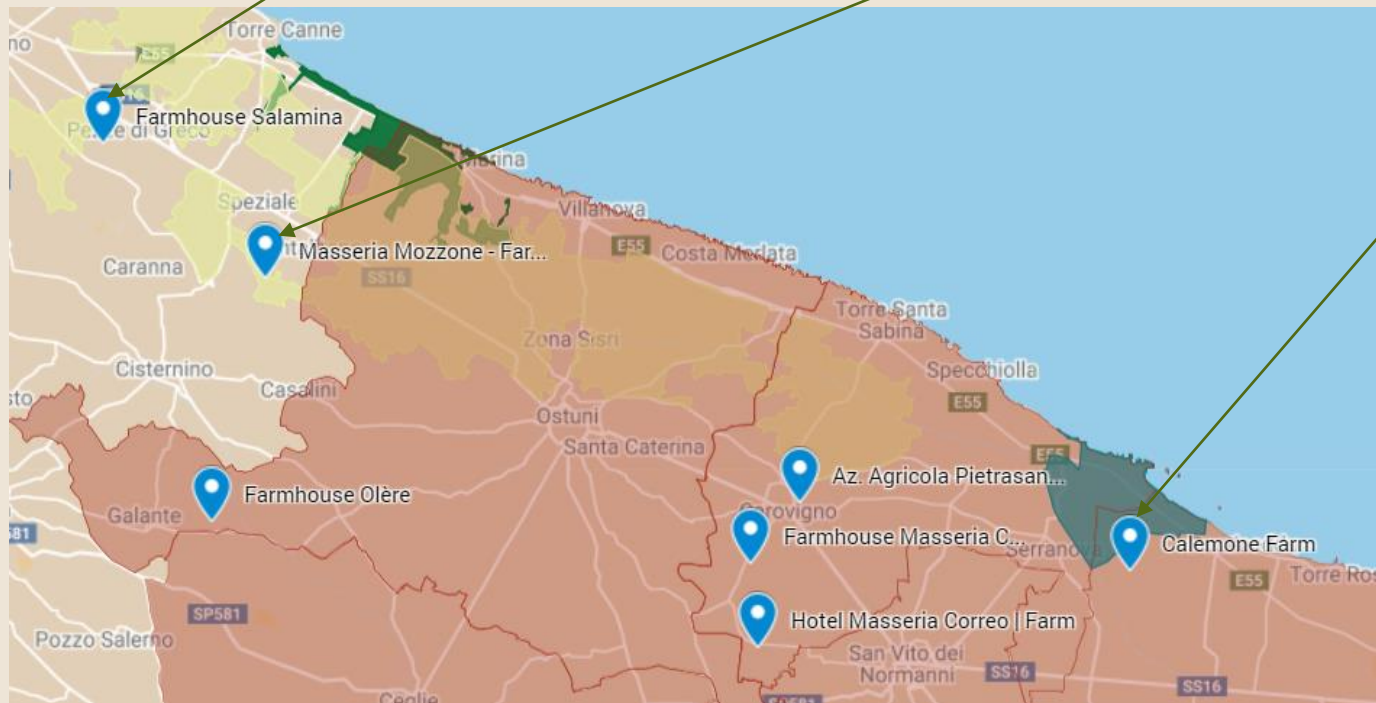 Torre Canne
E55
Farmhouse Salamina
Speziale
Villanova
E55
Costa Merlata
Masseria Mozzone - Far...
Caranna
SS16
Torre Santa
Sabina
Zona Sisri
Cisternino
Specchiolla
Casalini
E55
Ostuni
Santa Caterina
E55
Az. Agricola Pietrasan...
Farmhouse Olère
Galante
Carovigno
Farmhouse Masseria C...
Serranova
Calemone Farm
E55
Torre Ros
SP581
Hotel Masseria Correo | Farm
Pozzo Salerno
San Vito dei
Normanni
SS16
SS16
Ceglie